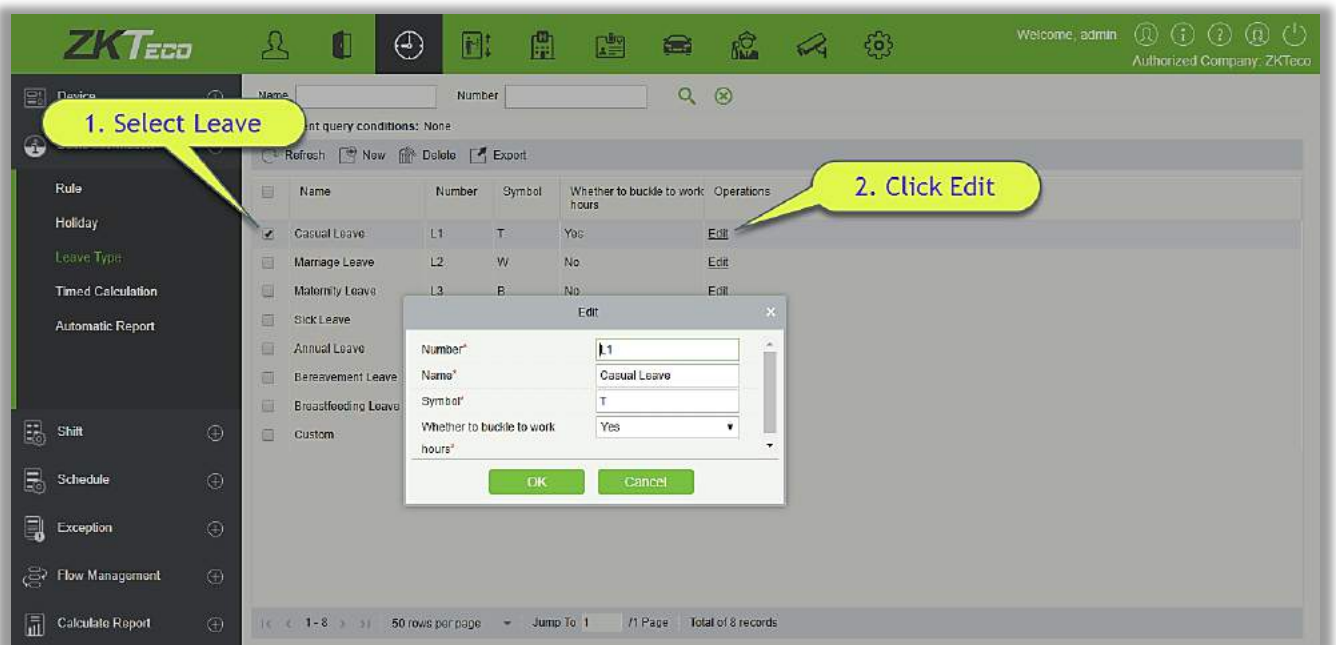 ZKTECO
Welcome, admin
Authorized Company: ZKTeco
Device
1. Select Leave
Rule
Holiday
Leave Type
Timed Calculation
Automatic Report
Shift
Schedule
Exception
Flow Management
Calculate Report
Name
Number
query conditions: None
Refresh New Delete Export
Name Number Symbol Whether to buckle to work hours Operations
2. Click Edit
Casual Leave L1 T Yes Edit
Marriage Leave L2 W No Edit
Maternity Leave L3 B No Edit
Sick Leave
Annual Leave
Bereavement Leave
Breastfeeding Leave
Custom
Edit
Number* L1
Name* Casual Leave
Symbol* T
Whether to buckle to work hours* Yes
OK Cancel
1-8 50 rows per page Jump To 1 /1 Page Total of 8 records